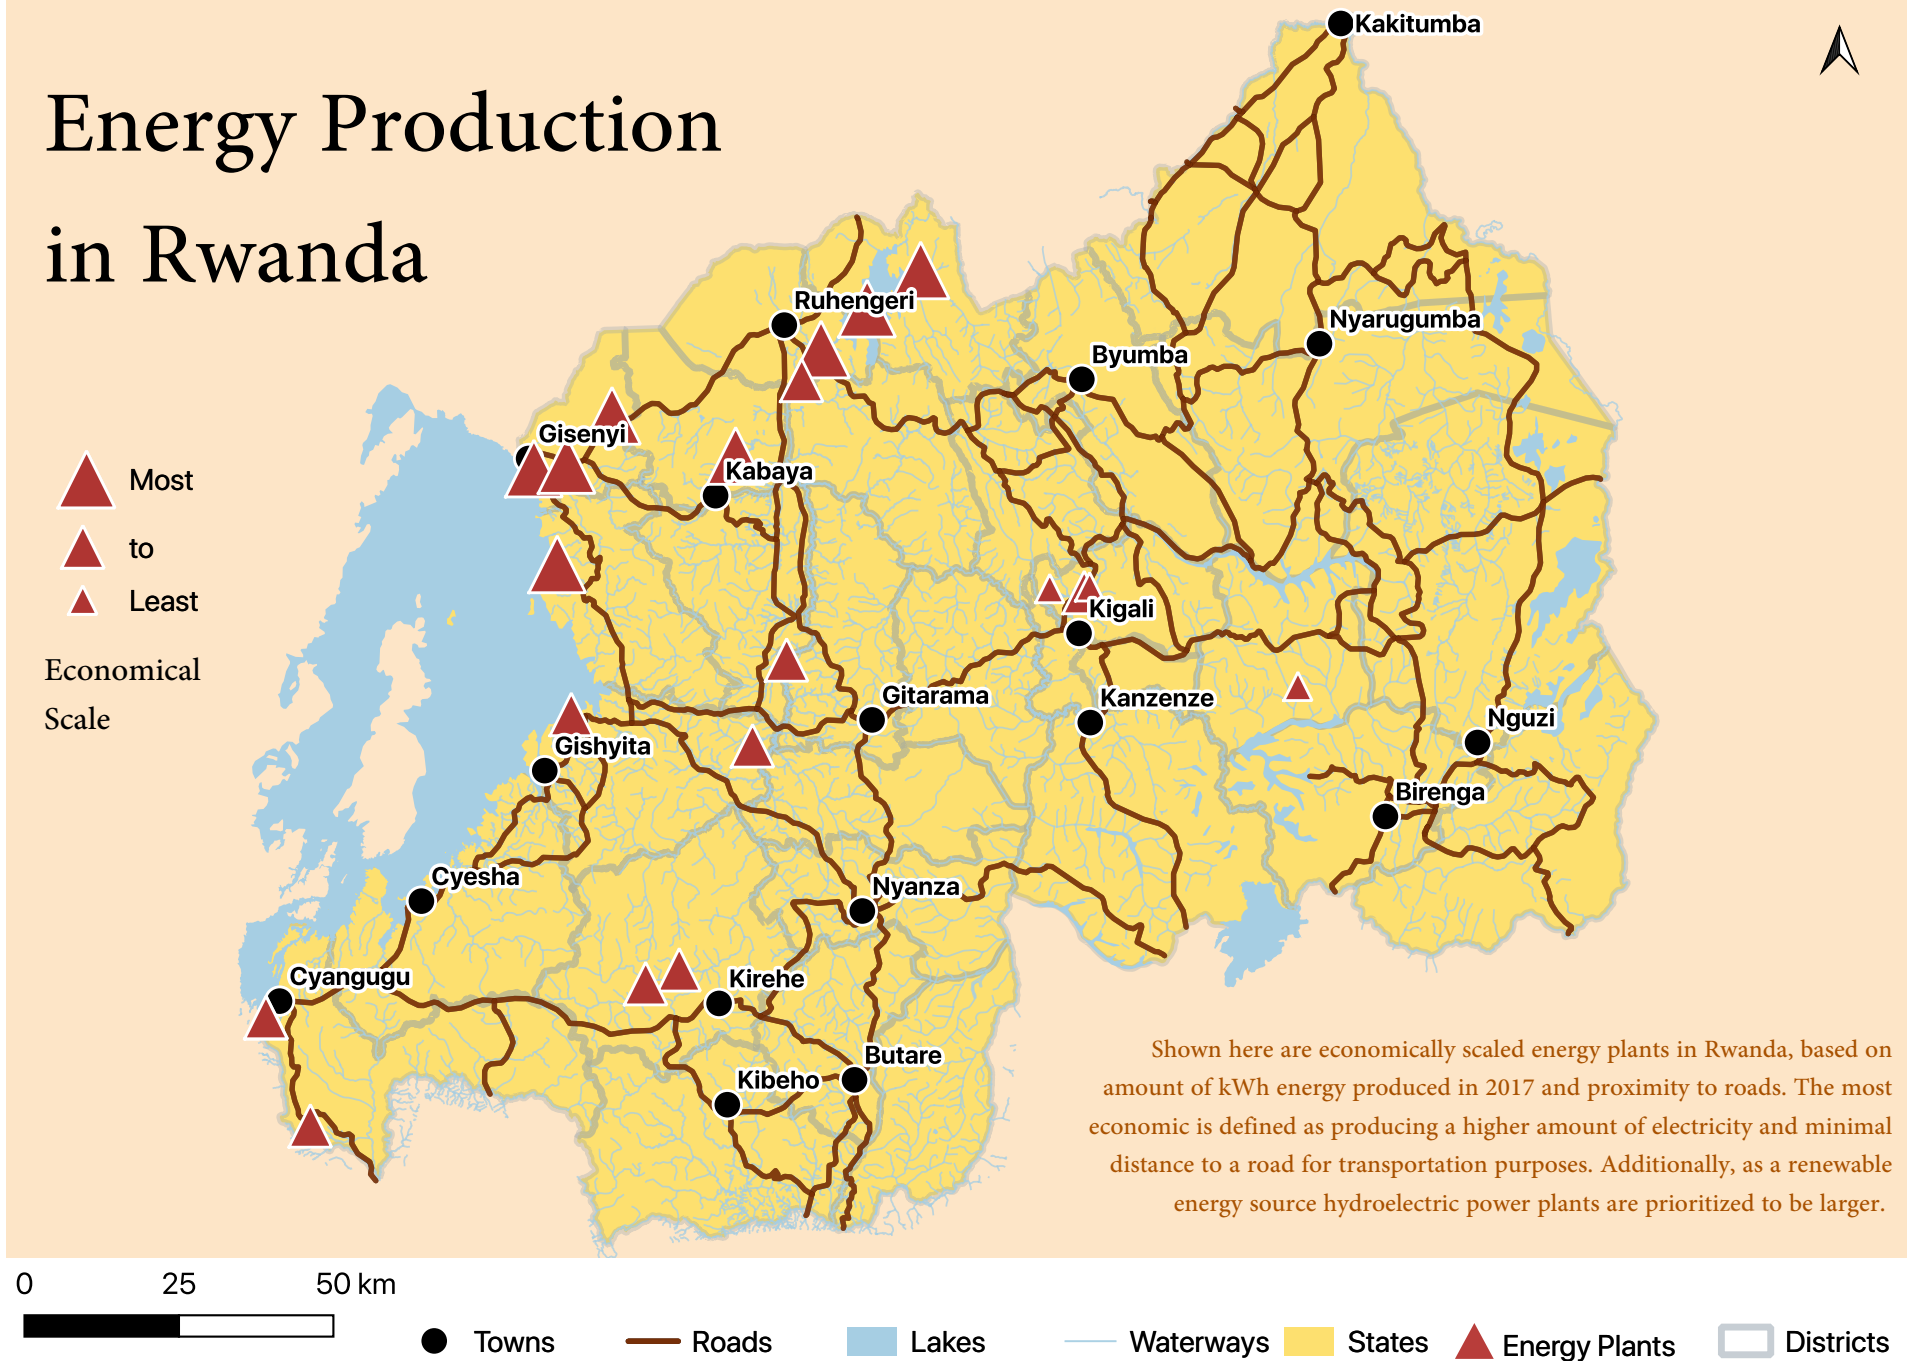 Energy Production
in Rwanda
Kakitumba
Ruhengeri
Nyarugumba
Byumba
Gisenyi
Kabaya
Most
to
Least
Economical
Scale
Kigali
Gitarama
Kanzenze
Nguzi
Gishyita
Birenga
Cyesha
Nyanza
Cyangugu
Kirehe
Butare
Kibeho
Shown here are economically scaled energy plants in Rwanda, based on
amount of kWh energy produced in 2017 and proximity to roads. The most
economic is defined as producing a higher amount of electricity and minimal
distance to a road for transportation purposes. Additionally, as a renewable
energy source hydroelectric power plants are prioritized to be larger.
0 25 50 km
Towns Roads Lakes Waterways States Energy Plants Districts